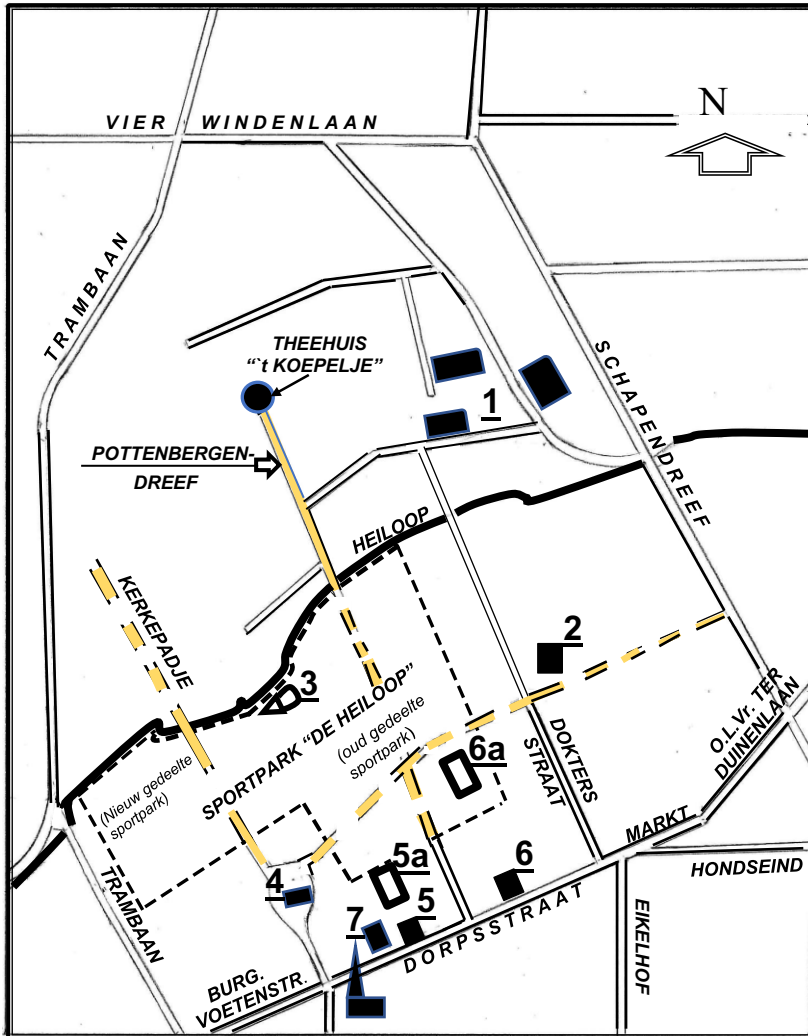 VIER WINDENLAAN
N
TRAMBAAN
THEEHUIS
“`t KOEPELJE”
SCHAPENDREEF
1
POTTENBERGEN-
DREEF
HEILOOP
KERKEPADJE
2
3
SPORTPARK “DE HEILOOP”
(oud gedeelte
sportpark)
(Nieuw gedeelte
sportpark)
6a
DOKTERS
STRAAT
O.L.Vr. TER
DUINENLAAN
MARKT
HONDSEIND
5a
6
4
5
7
TRAMBAAN
DORPSSTRAAT
EIKELHOF
BURG.
VOETENSTR.